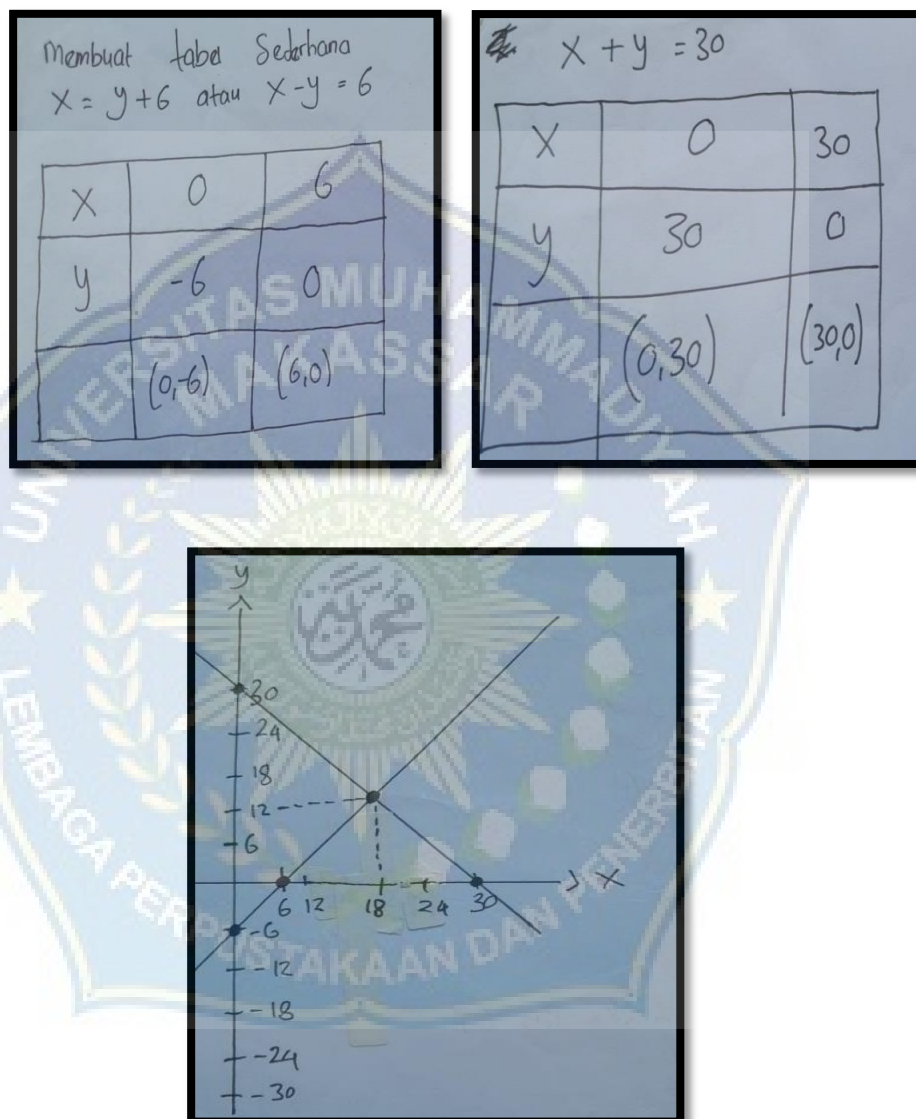 Membuat tabel Sederhana
X = y+6 atau X-y = 6
X 0 6
y -6 0
(0,-6) (6,0)
X + y = 30
X 0 30
y 30 0
(0,30) (30,0)
y
30
24
18
12
6
6 12 18 24 30 X
-6
-12
-18
-24
-30
UNIVERSITAS MUHAMMADIYAH
MAKASSAR
LEMBAGA PERPUSTAKAAN DAN PENERBITAN